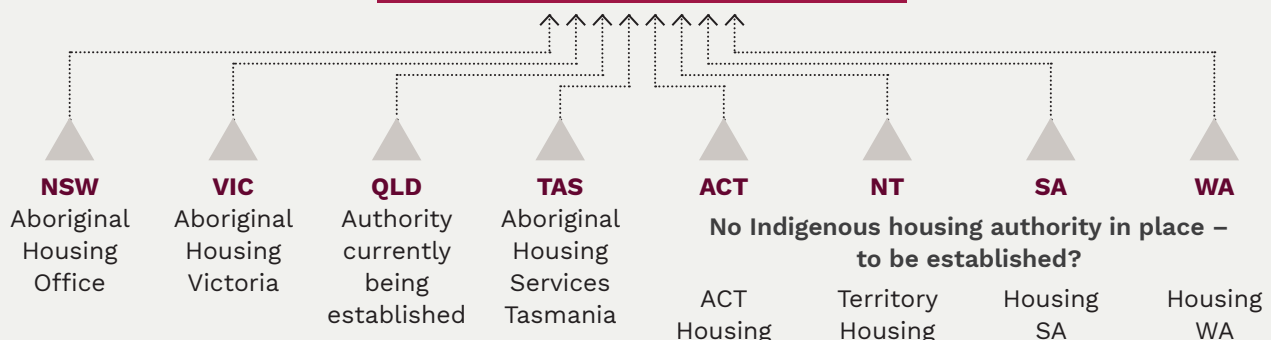 NSW
Aboriginal
Housing
Office
VIC
Aboriginal
Housing
Victoria
QLD
Authority
currently
being
established
TAS
Aboriginal
Housing
Services
Tasmania
ACT
NT
SA
WA
No Indigenous housing authority in place –
to be established?
ACT
Housing
Territory
Housing
Housing
SA
Housing
WA